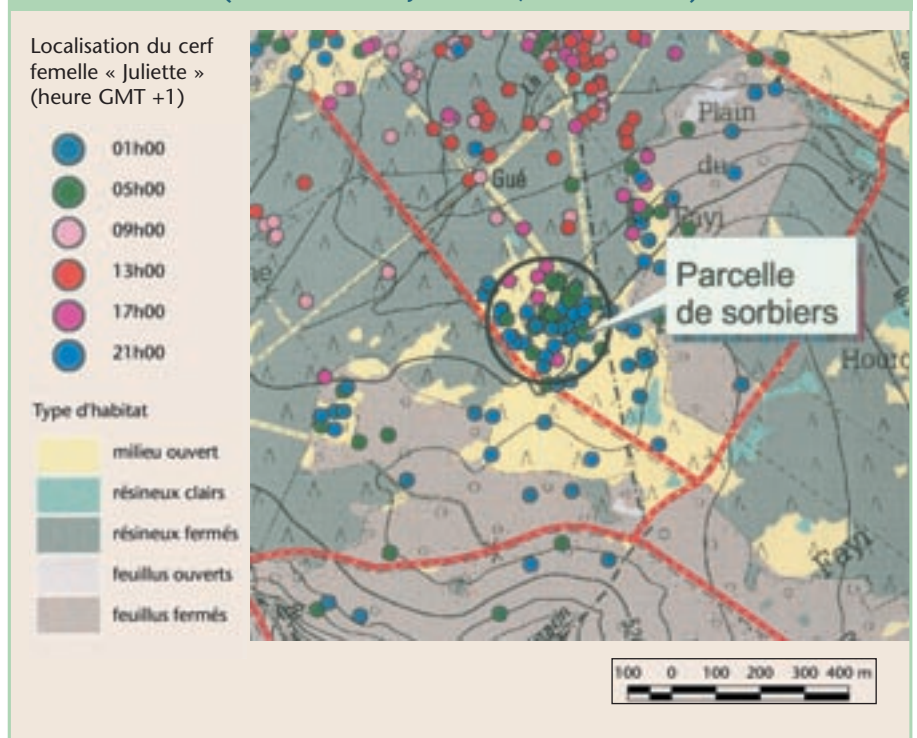 Localisation du cerf
femelle « Juliette »
(heure GMT +1)
01h00
05h00
09h00
13h00
17h00
21h00
Type d'habitat
milieu ouvert
résineux clairs
résineux fermés
feuillus ouverts
feuillus fermés
Plain
du
Fayi
Gué
Parcelle
de sorbiers
Fayi
100 0 100 200 300 400 m